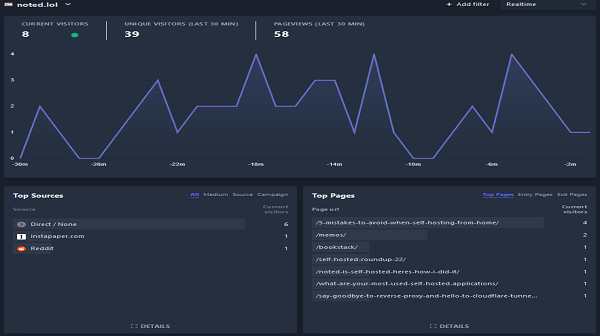 noted.lol
+ Add filter
Realtime
CURRENT VISITORS
8
UNIQUE VISITORS (LAST 30 MIN)
39
PAGEVIEWS (LAST 30 MIN)
58
4
3
2
1
0
-30m -26m -22m -18m -14m -10m -6m -2m
Top Sources
All Medium Source Campaign
Source
Current visitors
Direct / None 6
instapaper.com 1
Reddit 1
DETAILS
Top Pages
Top Pages Entry Pages Exit Pages
Page url
Current visitors
/5-mistakes-to-avoid-when-self-hosting-from-home/ 4
/memos/ 2
/bookstack/ 1
/self-hosted-roundup-22/ 1
/noted-is-self-hosted-heres-how-i-did-it/ 1
/what-are-your-most-used-self-hosted-applications/ 1
/say-goodbye-to-reverse-proxy-and-hello-to-cloudflare-tunne... 1
DETAILS